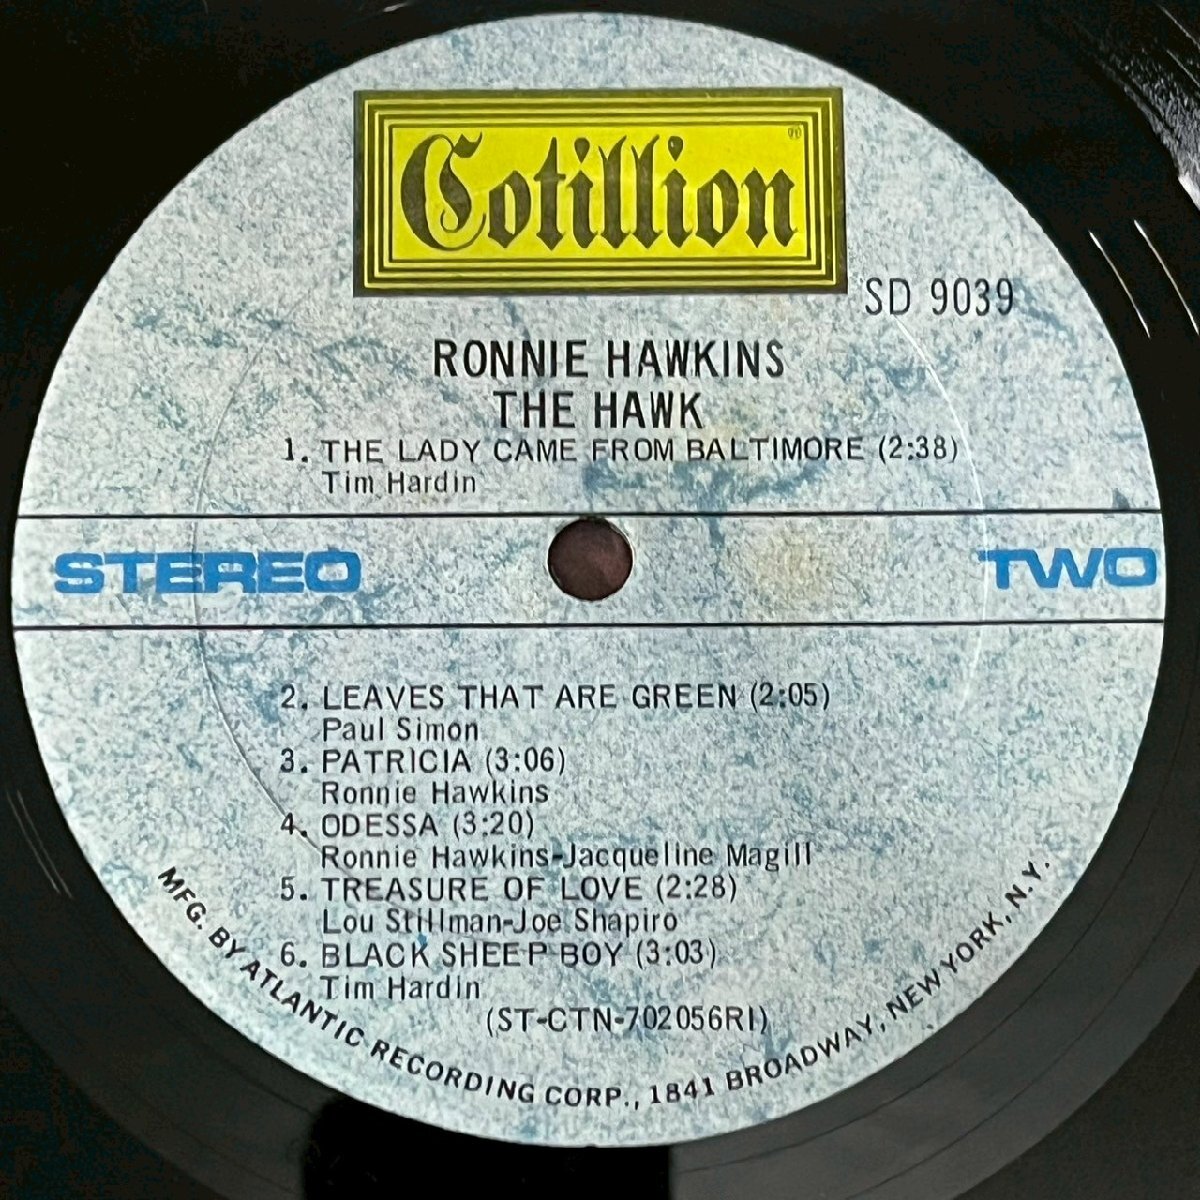 Cotillion ®
SD 9039
RONNIE HAWKINS
THE HAWK
1. THE LADY CAME FROM BALTIMORE (2:38)
Tim Hardin
STEREO TWO
2. LEAVES THAT ARE GREEN (2:05)
Paul Simon
3. PATRICIA (3:06)
Ronnie Hawkins
4. ODESSA (3:20)
Ronnie Hawkins-Jacqueline Magill
5. TREASURE OF LOVE (2:28)
Lou Stillman-Joe Shapiro
6. BLACK SHEEP BOY (3:03)
Tim Hardin
(ST-CTN-702056RI)
MFG. BY ATLANTIC RECORDING CORP., 1841 BROADWAY, NEW YORK, N.Y.